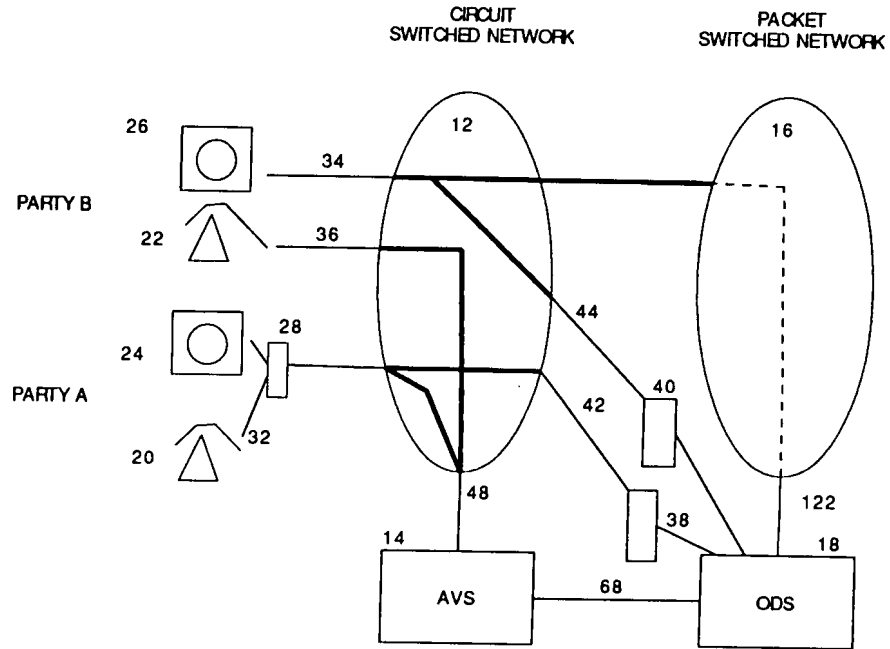 CIRCUIT
SWITCHED NETWORK
PACKET
SWITCHED NETWORK
26
12
16
34
PARTY B
22
36
28
44
24
40
PARTY A
42
32
20
48
38
122
14
18
AVS
68
ODS